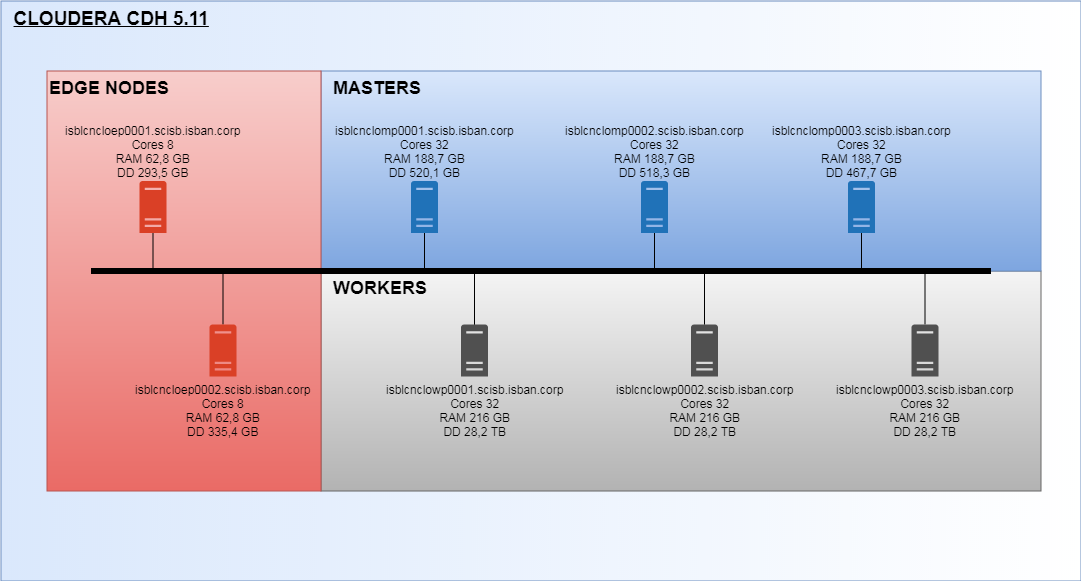 CLOUDERA CDH 5.11
EDGE NODES
isblcncloep0001.scisb.isban.corp
Cores 8
RAM 62,8 GB
DD 293,5 GB
isblcncloep0002.scisb.isban.corp
Cores 8
RAM 62,8 GB
DD 335,4 GB
MASTERS
isblcnclomp0001.scisb.isban.corp
Cores 32
RAM 188,7 GB
DD 520,1 GB
isblcnclomp0002.scisb.isban.corp
Cores 32
RAM 188,7 GB
DD 518,3 GB
isblcnclomp0003.scisb.isban.corp
Cores 32
RAM 188,7 GB
DD 467,7 GB
WORKERS
isblcnclowp0001.scisb.isban.corp
Cores 32
RAM 216 GB
DD 28,2 TB
isblcnclowp0002.scisb.isban.corp
Cores 32
RAM 216 GB
DD 28,2 TB
isblcnclowp0003.scisb.isban.corp
Cores 32
RAM 216 GB
DD 28,2 TB